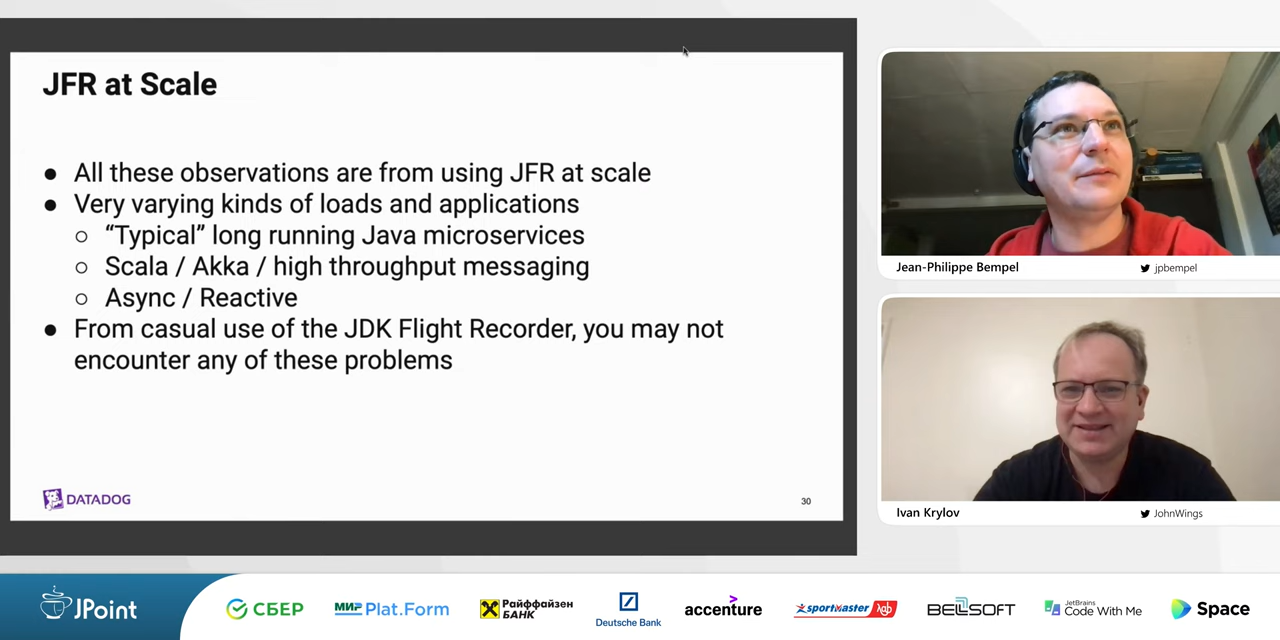 JFR at Scale
● All these observations are from using JFR at scale
● Very varying kinds of loads and applications
○ “Typical” long running Java microservices
○ Scala / Akka / high throughput messaging
○ Async / Reactive
● From casual use of the JDK Flight Recorder, you may not
encounter any of these problems
DATADOG
30
Jean-Philippe Bempel
jpbempel
Ivan Krylov
JohnWings
JPoint
СБЕР
МИР Plat.Form
Райффайзен
БАНК
Deutsche Bank
accenture
sportmaster lab
BELLSOFT
JetBrains
Code With Me
Space